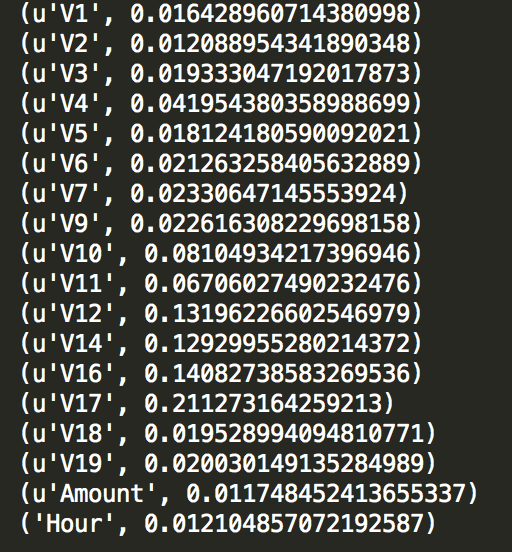 (u'V1', 0.016428960714380998)
(u'V2', 0.012088954341890348)
(u'V3', 0.019333047192017873)
(u'V4', 0.041954380358988699)
(u'V5', 0.018124180590092021)
(u'V6', 0.021263258405632889)
(u'V7', 0.02330647145553924)
(u'V9', 0.022616308229698158)
(u'V10', 0.08104934217396946)
(u'V11', 0.06706027490232476)
(u'V12', 0.13196226602546979)
(u'V14', 0.12929955280214372)
(u'V16', 0.14082738583269536)
(u'V17', 0.211273164259213)
(u'V18', 0.019528994094810771)
(u'V19', 0.020030149135284989)
(u'Amount', 0.011748452413655337)
('Hour', 0.012104857072192587)